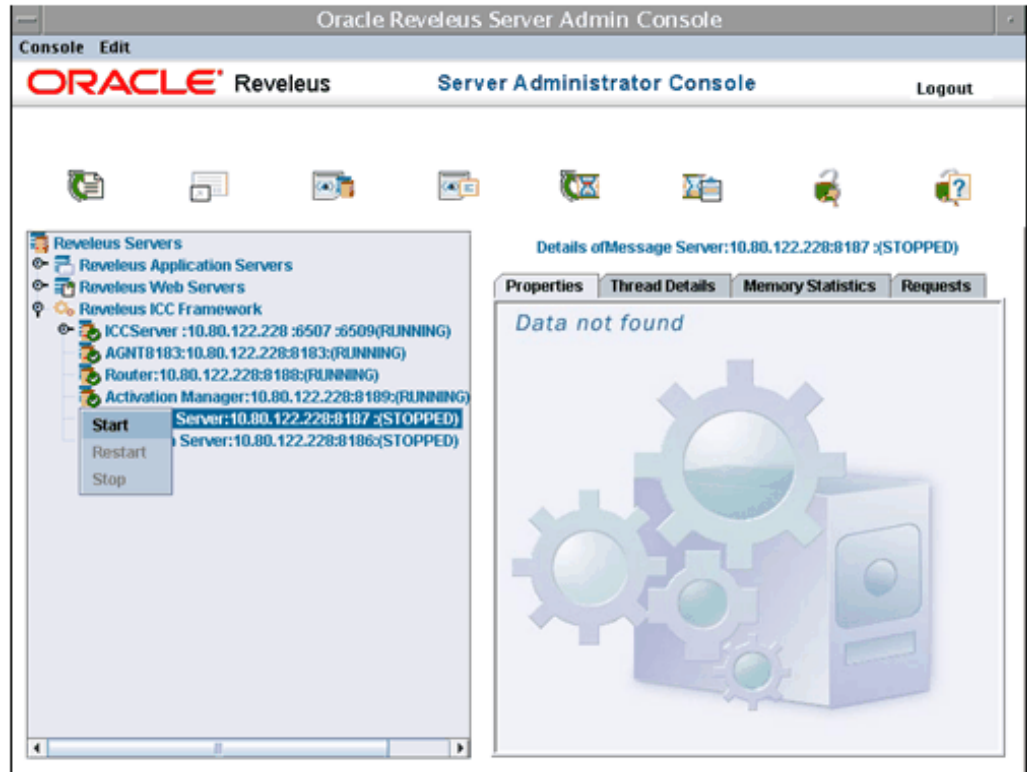 Oracle Reveleus Server Admin Console
Console Edit
ORACLE Reveleus Server Administrator Console Logout
Reveleus Servers
Reveleus Application Servers
Reveleus Web Servers
Reveleus ICC Framework
ICCServer :10.80.122.228 :6507 :6509(RUNNING)
AGNT8183:10.80.122.228:8183:(RUNNING)
Router:10.80.122.228:8188:(RUNNING)
Activation Manager:10.80.122.228:8189:(RUNNING)
Server:10.80.122.228:8187 :(STOPPED)
Server:10.80.122.228:8186:(STOPPED)
Start
Restart
Stop
Details ofMessage Server:10.80.122.228:8187 :(STOPPED)
Properties Thread Details Memory Statistics Requests
Data not found